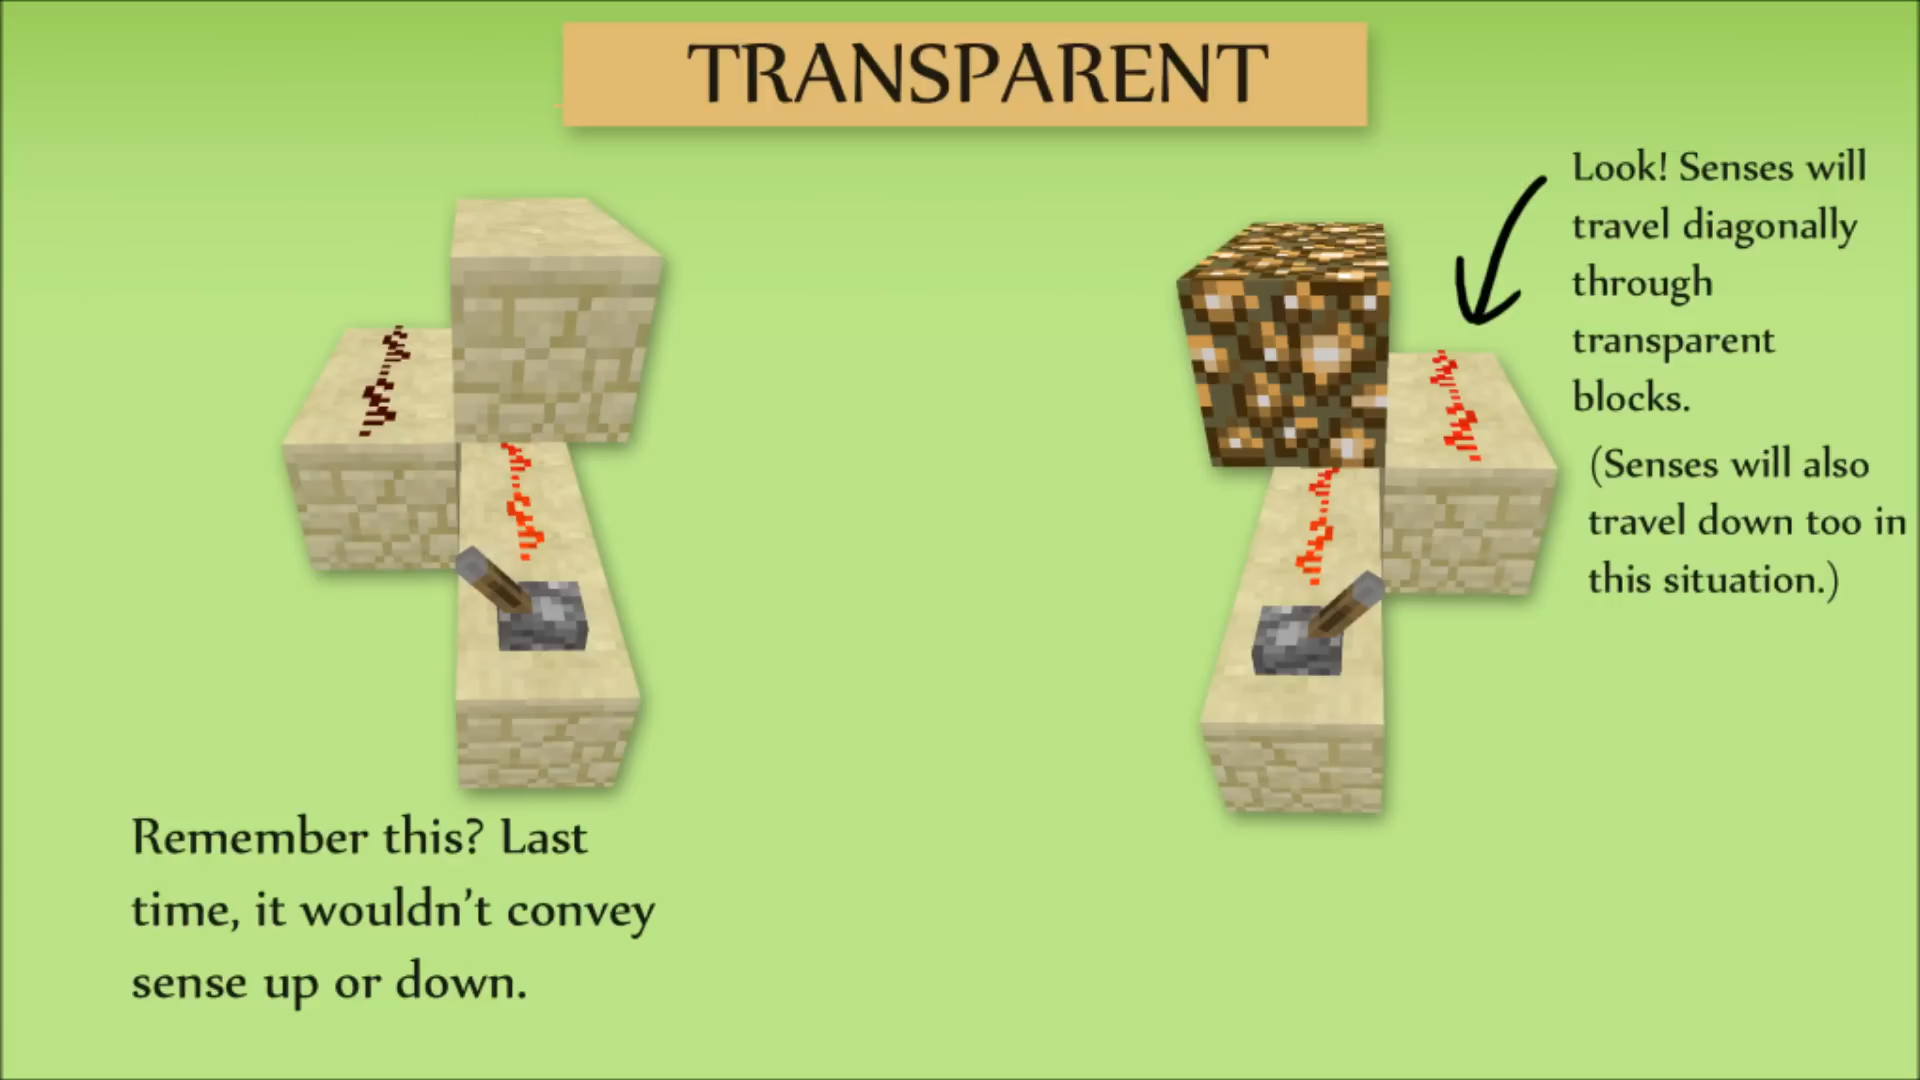 TRANSPARENT
Look! Senses will
travel diagonally
through
transparent
blocks.
(Senses will also
travel down too in
this situation.)
Remember this? Last
time, it wouldn't convey
sense up or down.